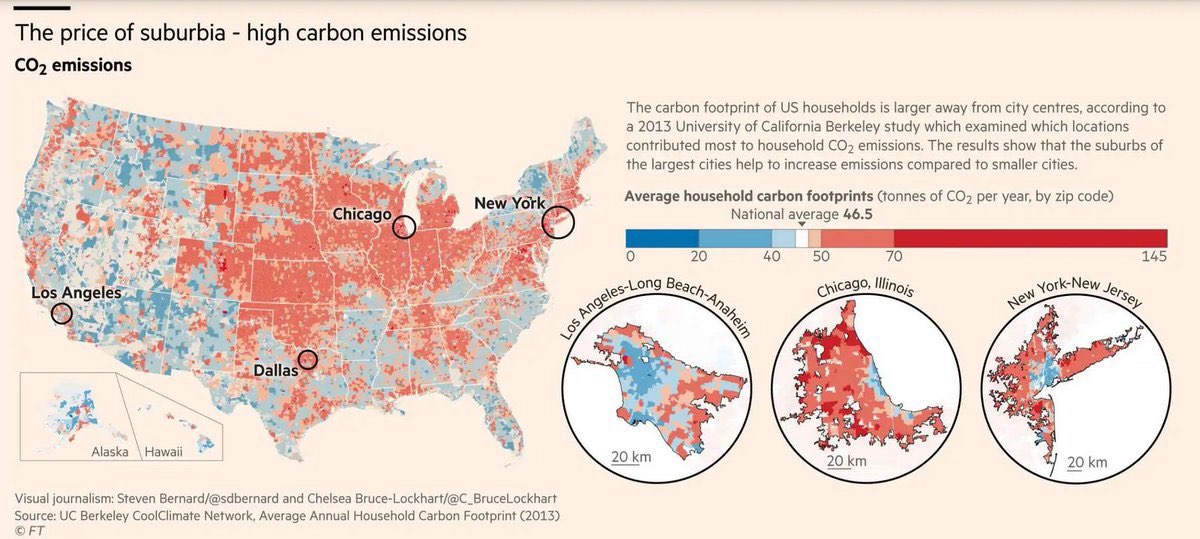 The price of suburbia - high carbon emissions
CO₂ emissions
The carbon footprint of US households is larger away from city centres, according to
a 2013 University of California Berkeley study which examined which locations
contributed most to household CO₂ emissions. The results show that the suburbs of
the largest cities help to increase emissions compared to smaller cities.
Average household carbon footprints (tonnes of CO₂ per year, by zip code)
National average 46.5
0 20 40 50 70 145
New York
Chicago
Los Angeles
Dallas
Alaska
Hawaii
Los Angeles-Long Beach-Anaheim
20 km
Chicago, Illinois
20 km
New York-New Jersey
20 km
Visual journalism: Steven Bernard/@sdbernard and Chelsea Bruce-Lockhart/@C_BruceLockhart
Source: UC Berkeley CoolClimate Network, Average Annual Household Carbon Footprint (2013)
© FT